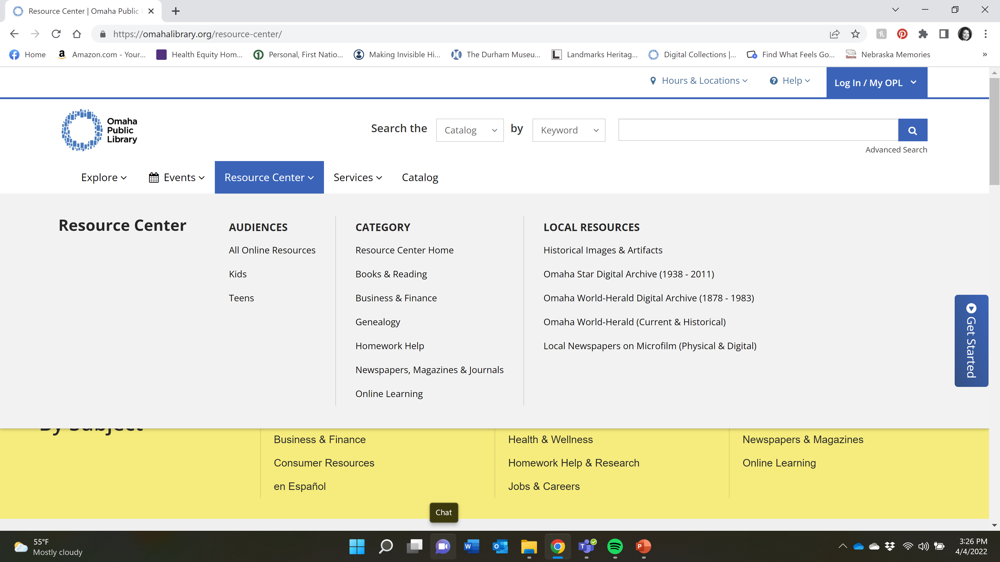 Resource Center | Omaha Public
https://omahalibrary.org/resource-center/
Home
Amazon.com - Your...
Health Equity Hom...
Personal, First Natio...
Making Invisible Hi...
The Durham Museu...
Landmarks Heritag...
Digital Collections |...
Find What Feels Go...
Nebraska Memories
»
Hours & Locations
Help
Log In / My OPL
Omaha
Public
Library
Search the
Catalog
by
Keyword
Advanced Search
Explore
Events
Resource Center
Services
Catalog
Resource Center
AUDIENCES
All Online Resources
Kids
Teens
CATEGORY
Resource Center Home
Books & Reading
Business & Finance
Genealogy
Homework Help
Newspapers, Magazines & Journals
Online Learning
LOCAL RESOURCES
Historical Images & Artifacts
Omaha Star Digital Archive (1938 - 2011)
Omaha World-Herald Digital Archive (1878 - 1983)
Omaha World-Herald (Current & Historical)
Local Newspapers on Microfilm (Physical & Digital)
Get Started
By Subject
Business & Finance
Consumer Resources
en Español
Health & Wellness
Homework Help & Research
Jobs & Careers
Newspapers & Magazines
Online Learning
Chat
55°F
Mostly cloudy
3:26 PM
4/4/2022